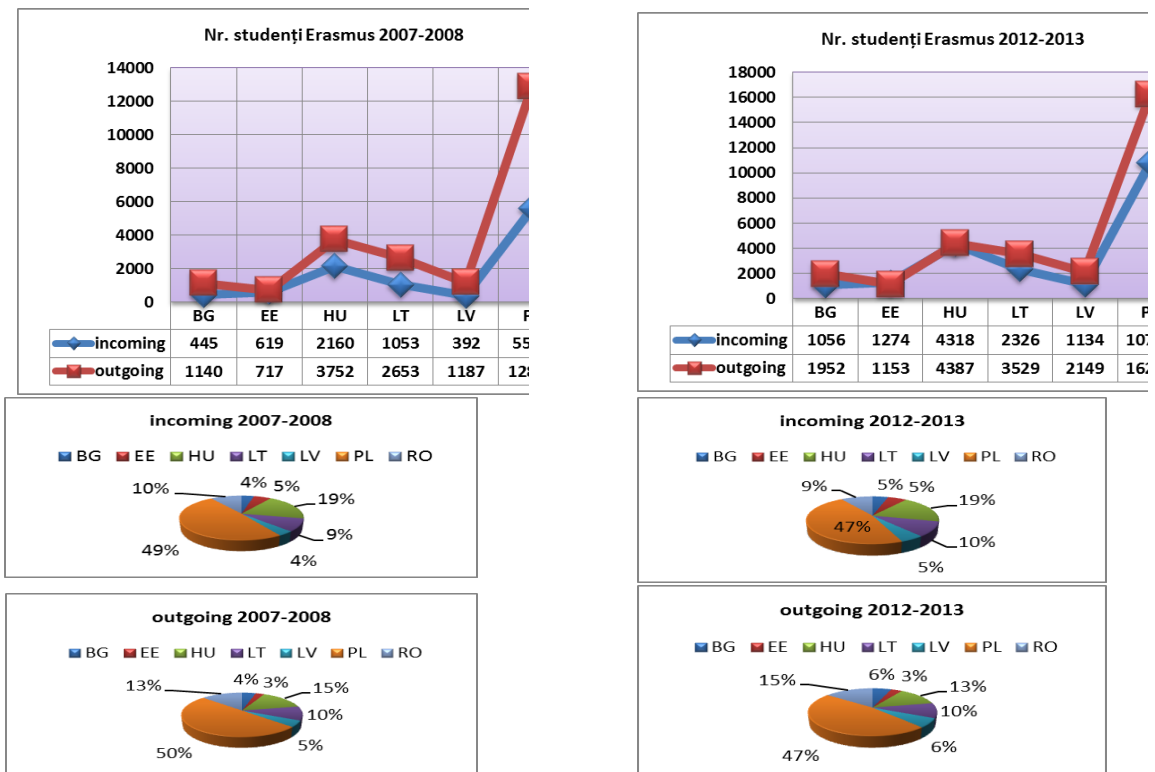 Nr. studenți Erasmus 2007-2008
14000
12000
10000
8000
6000
4000
2000
0
BG EE HU LT LV
incoming 445 619 2160 1053 392 55
outgoing 1140 717 3752 2653 1187 128
incoming 2007-2008
BG EE HU LT LV PL RO
10% 4% 5%
19%
9%
49% 4%
outgoing 2007-2008
BG EE HU LT LV PL RO
13% 4% 3% 15%
10%
50% 5%
Nr. studenți Erasmus 2012-2013
18000
16000
14000
12000
10000
8000
6000
4000
2000
0
BG EE HU LT LV
incoming 1056 1274 4318 2326 1134 107
outgoing 1952 1153 4387 3529 2149 162
incoming 2012-2013
BG EE HU LT LV PL RO
9% 5% 5%
19%
47%
10%
5%
outgoing 2012-2013
BG EE HU LT LV PL RO
15% 6% 3% 13%
10%
47% 6%